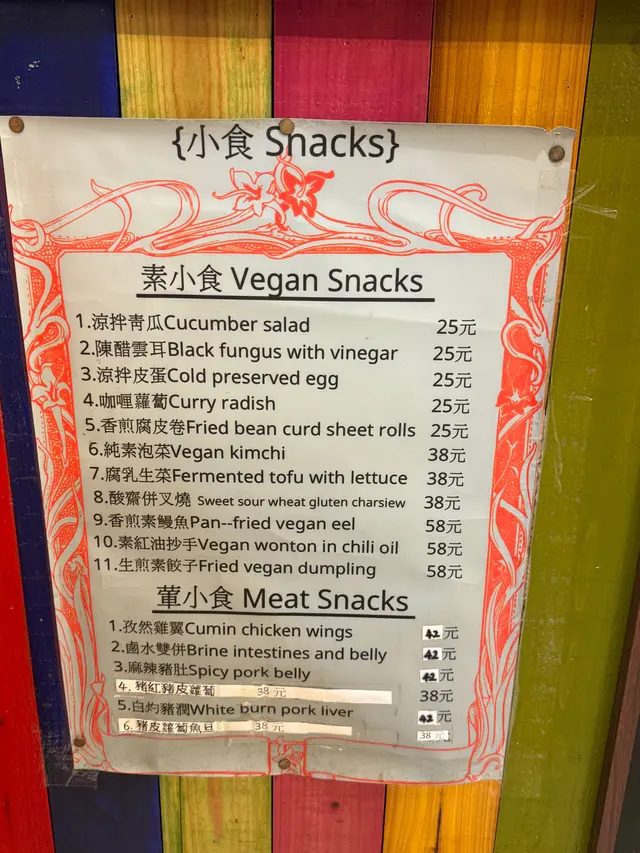 {小食 Snacks}
素小食 Vegan Snacks
1.涼拌青瓜Cucumber salad 25元
2.陳醋雲耳Black fungus with vinegar 25元
3.涼拌皮蛋Cold preserved egg 25元
4.咖喱蘿蔔Curry radish 25元
5.香煎腐皮卷Fried bean curd sheet rolls 25元
6.純素泡菜Vegan kimchi 38元
7.腐乳生菜Fermented tofu with lettuce 38元
8.酸齋併叉燒 Sweet sour wheat gluten charsiew 38元
9.香煎素鰻魚Pan--fried vegan eel 58元
10.素紅油抄手Vegan wonton in chili oil 58元
11.生煎素餃子Fried vegan dumpling 58元
葷小食 Meat Snacks
1.孜然雞翼Cumin chicken wings 42元
2.鹵水雙併Brine intestines and belly 42元
3.麻辣豬肚Spicy pork belly 42元
4. 豬紅豬皮蘿蔔 38 元 38元
5.白灼豬潤White burn pork liver 42元
6. 豬皮蘿蔔魚旦 38 元 38 元